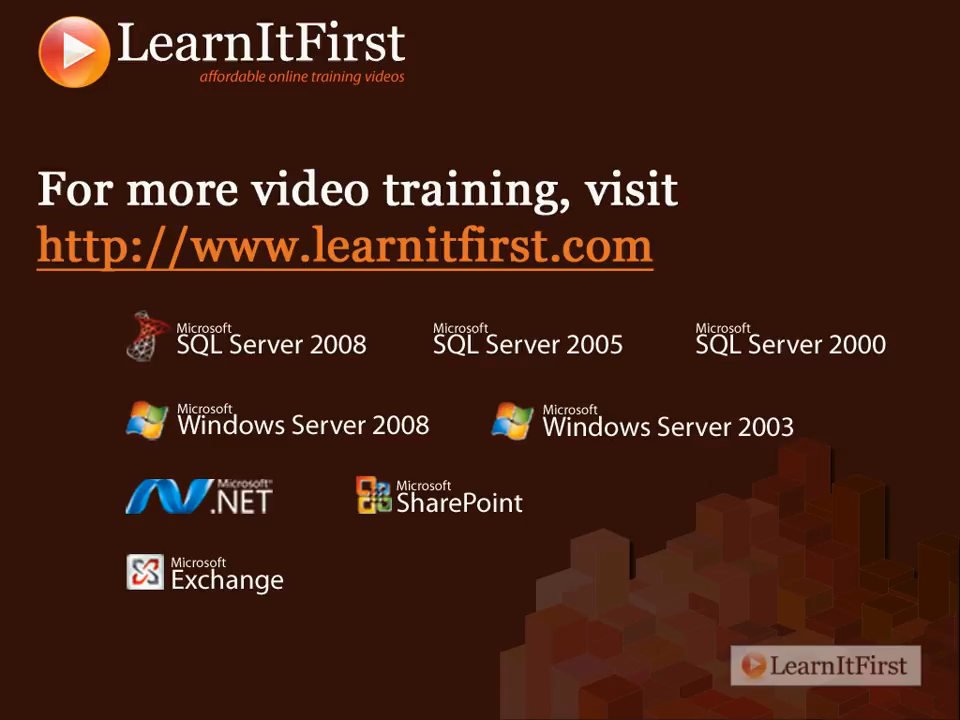 LearnItFirst
affordable online training videos
For more video training, visit
http://www.learnitfirst.com
Microsoft Microsoft Microsoft
SQL Server 2008 SQL Server 2005 SQL Server 2000
Microsoft Microsoft
Windows Server 2008 Windows Server 2003
Microsoft™ Microsoft
.NET SharePoint
Microsoft
Exchange
LearnItFirst